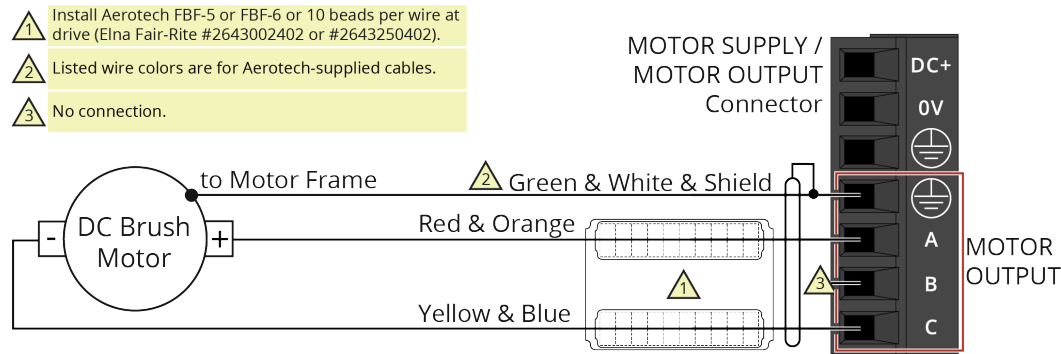 1 Install Aerotech FBF-5 or FBF-6 or 10 beads per wire at
drive (Elna Fair-Rite #2643002402 or #2643250402).
2 Listed wire colors are for Aerotech-supplied cables.
3 No connection.
MOTOR SUPPLY /
MOTOR OUTPUT
Connector
DC+
0V
to Motor Frame
2 Green & White & Shield
DC Brush
Motor
-
+
Red & Orange
A
MOTOR
OUTPUT
1
3
B
Yellow & Blue
C